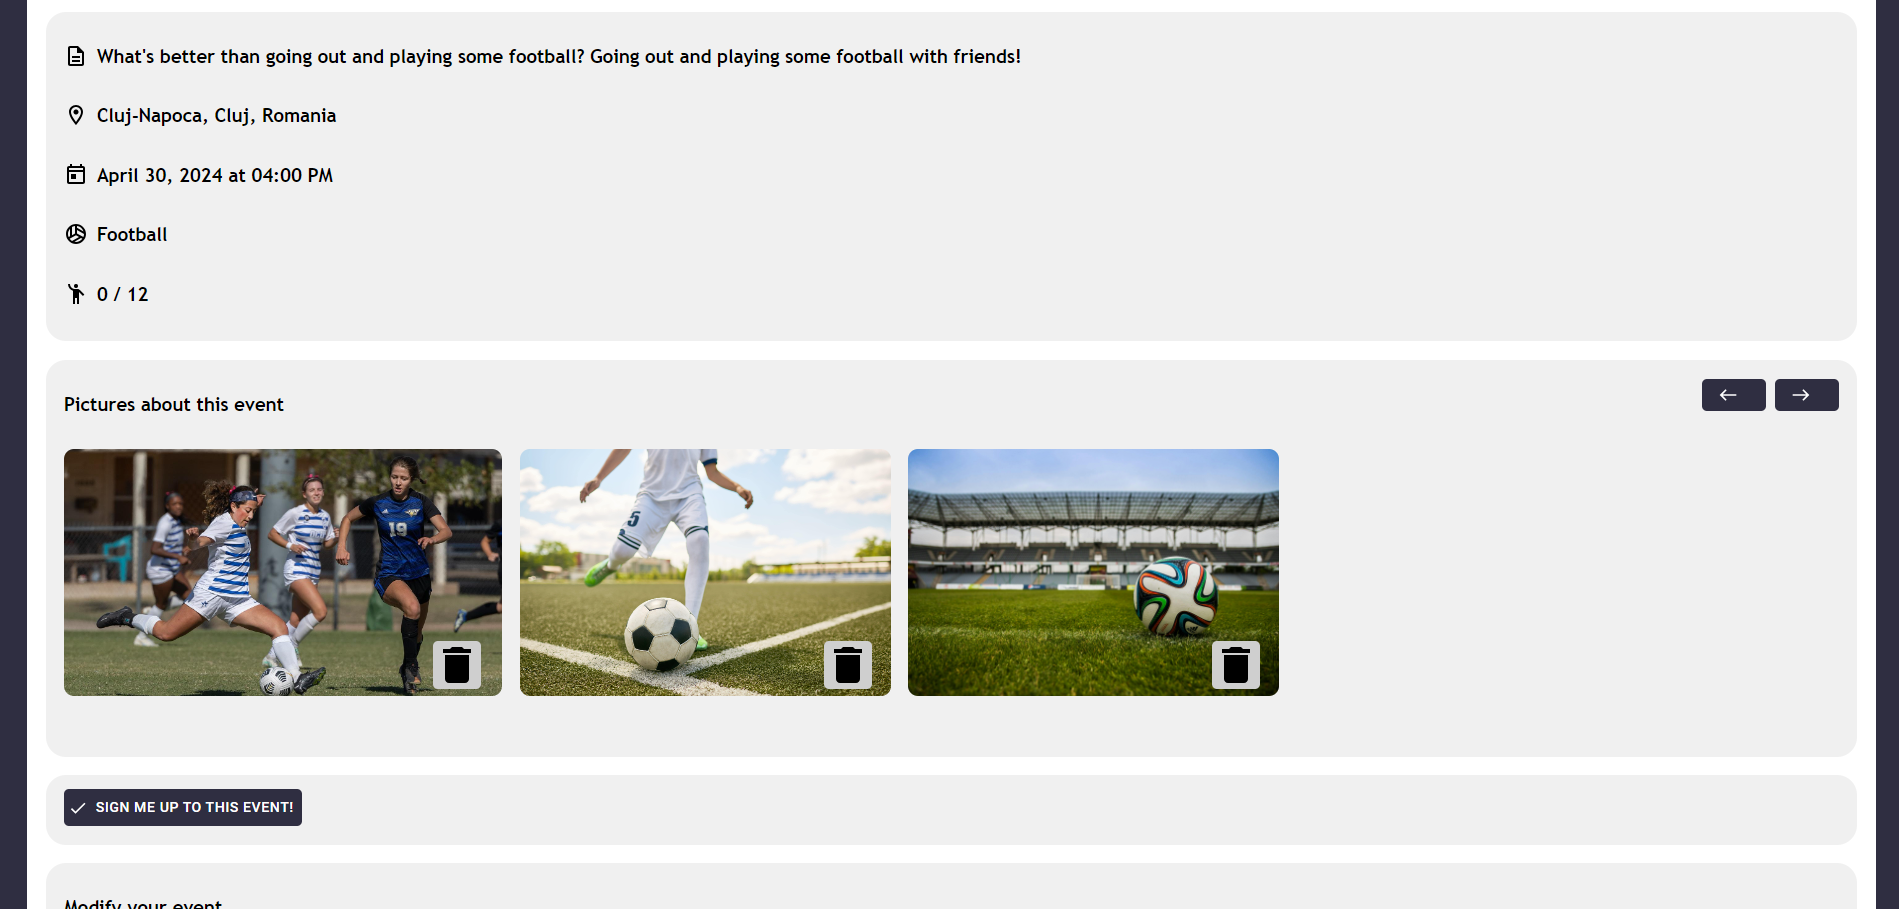 What's better than going out and playing some football? Going out and playing some football with friends!
Cluj-Napoca, Cluj, Romania
April 30, 2024 at 04:00 PM
Football
0 / 12
Pictures about this event
19
5
SIGN ME UP TO THIS EVENT!
Modify your event